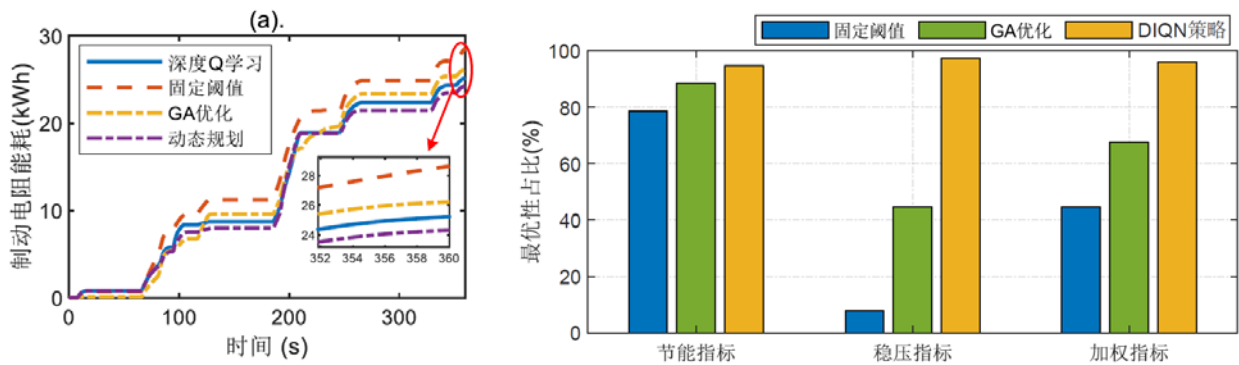 (a).
制动电阻能耗(kWh)
30
20
10
0
深度Q学习
固定阈值
GA优化
动态规划
28
26
24
352 354 356 358 360
0 100 200 300
时间 (s)
固定阈值 GA优化 DIQN策略
最优性占比(%)
100
80
60
40
20
0
节能指标 稳压指标 加权指标